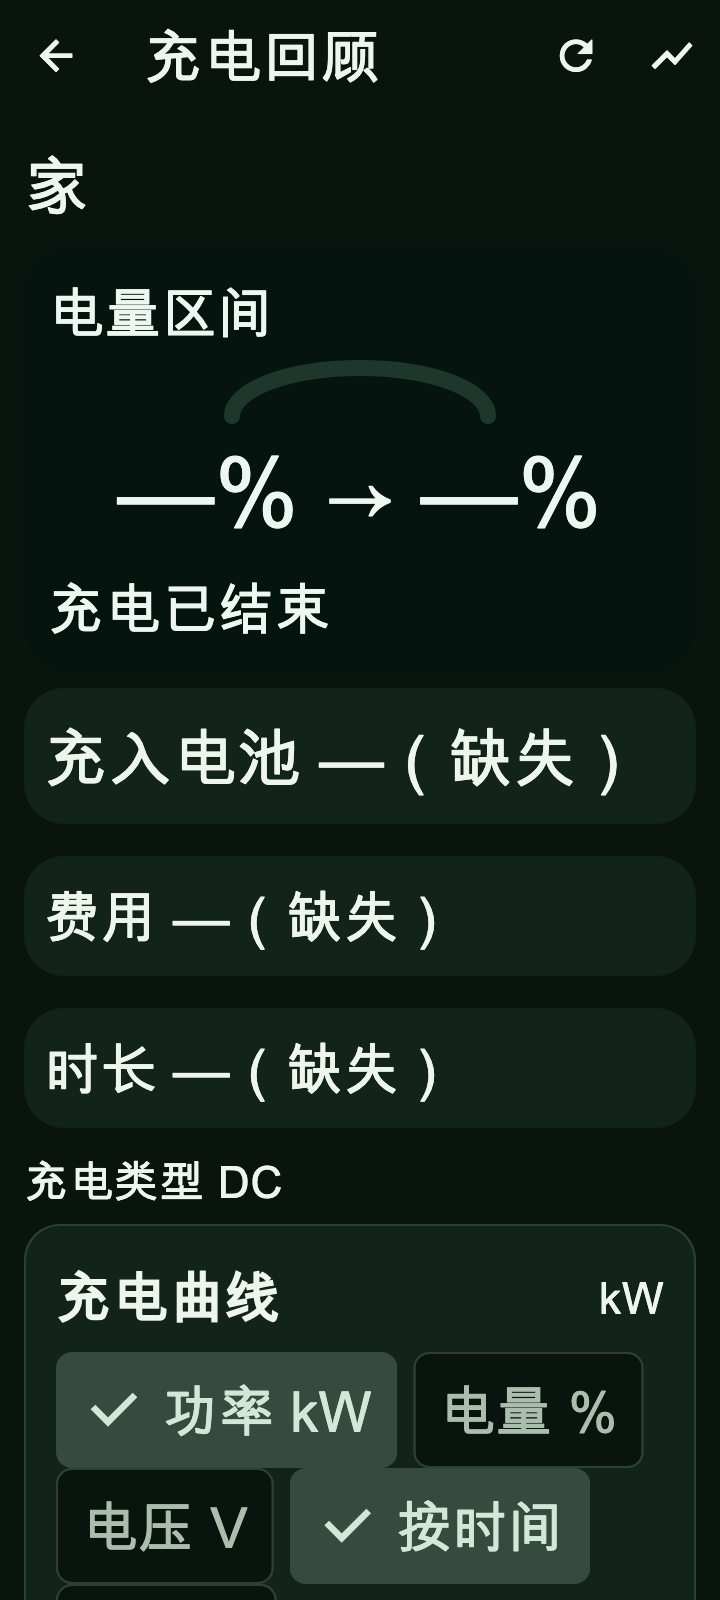 充电回顾
家
电量区间
—% → —%
充电已结束
充入电池 —（缺失）
费用 —（缺失）
时长 —（缺失）
充电类型 DC
充电曲线 kW
功率 kW 电量 %
电压 V 按时间